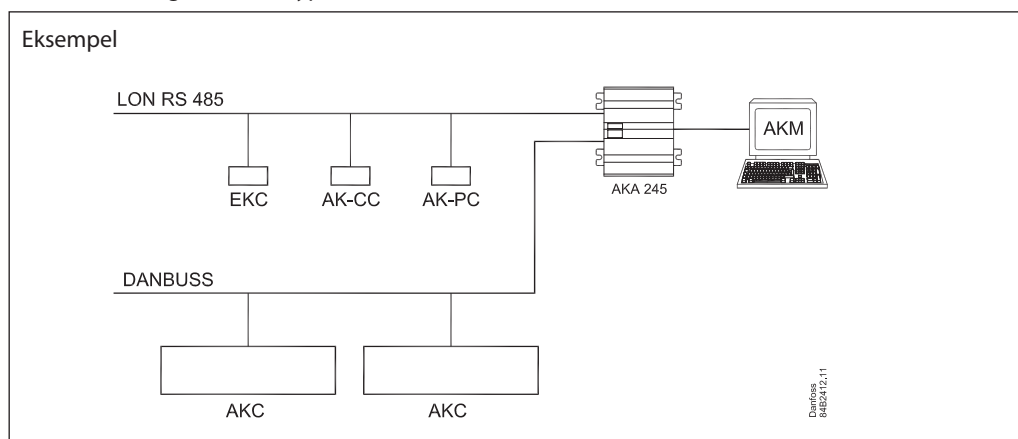 Eksempel
LON RS 485
AKM
AKA 245
EKC
AK-CC
AK-PC
DANBUSS
AKC
AKC
Danfoss
84B2412.11